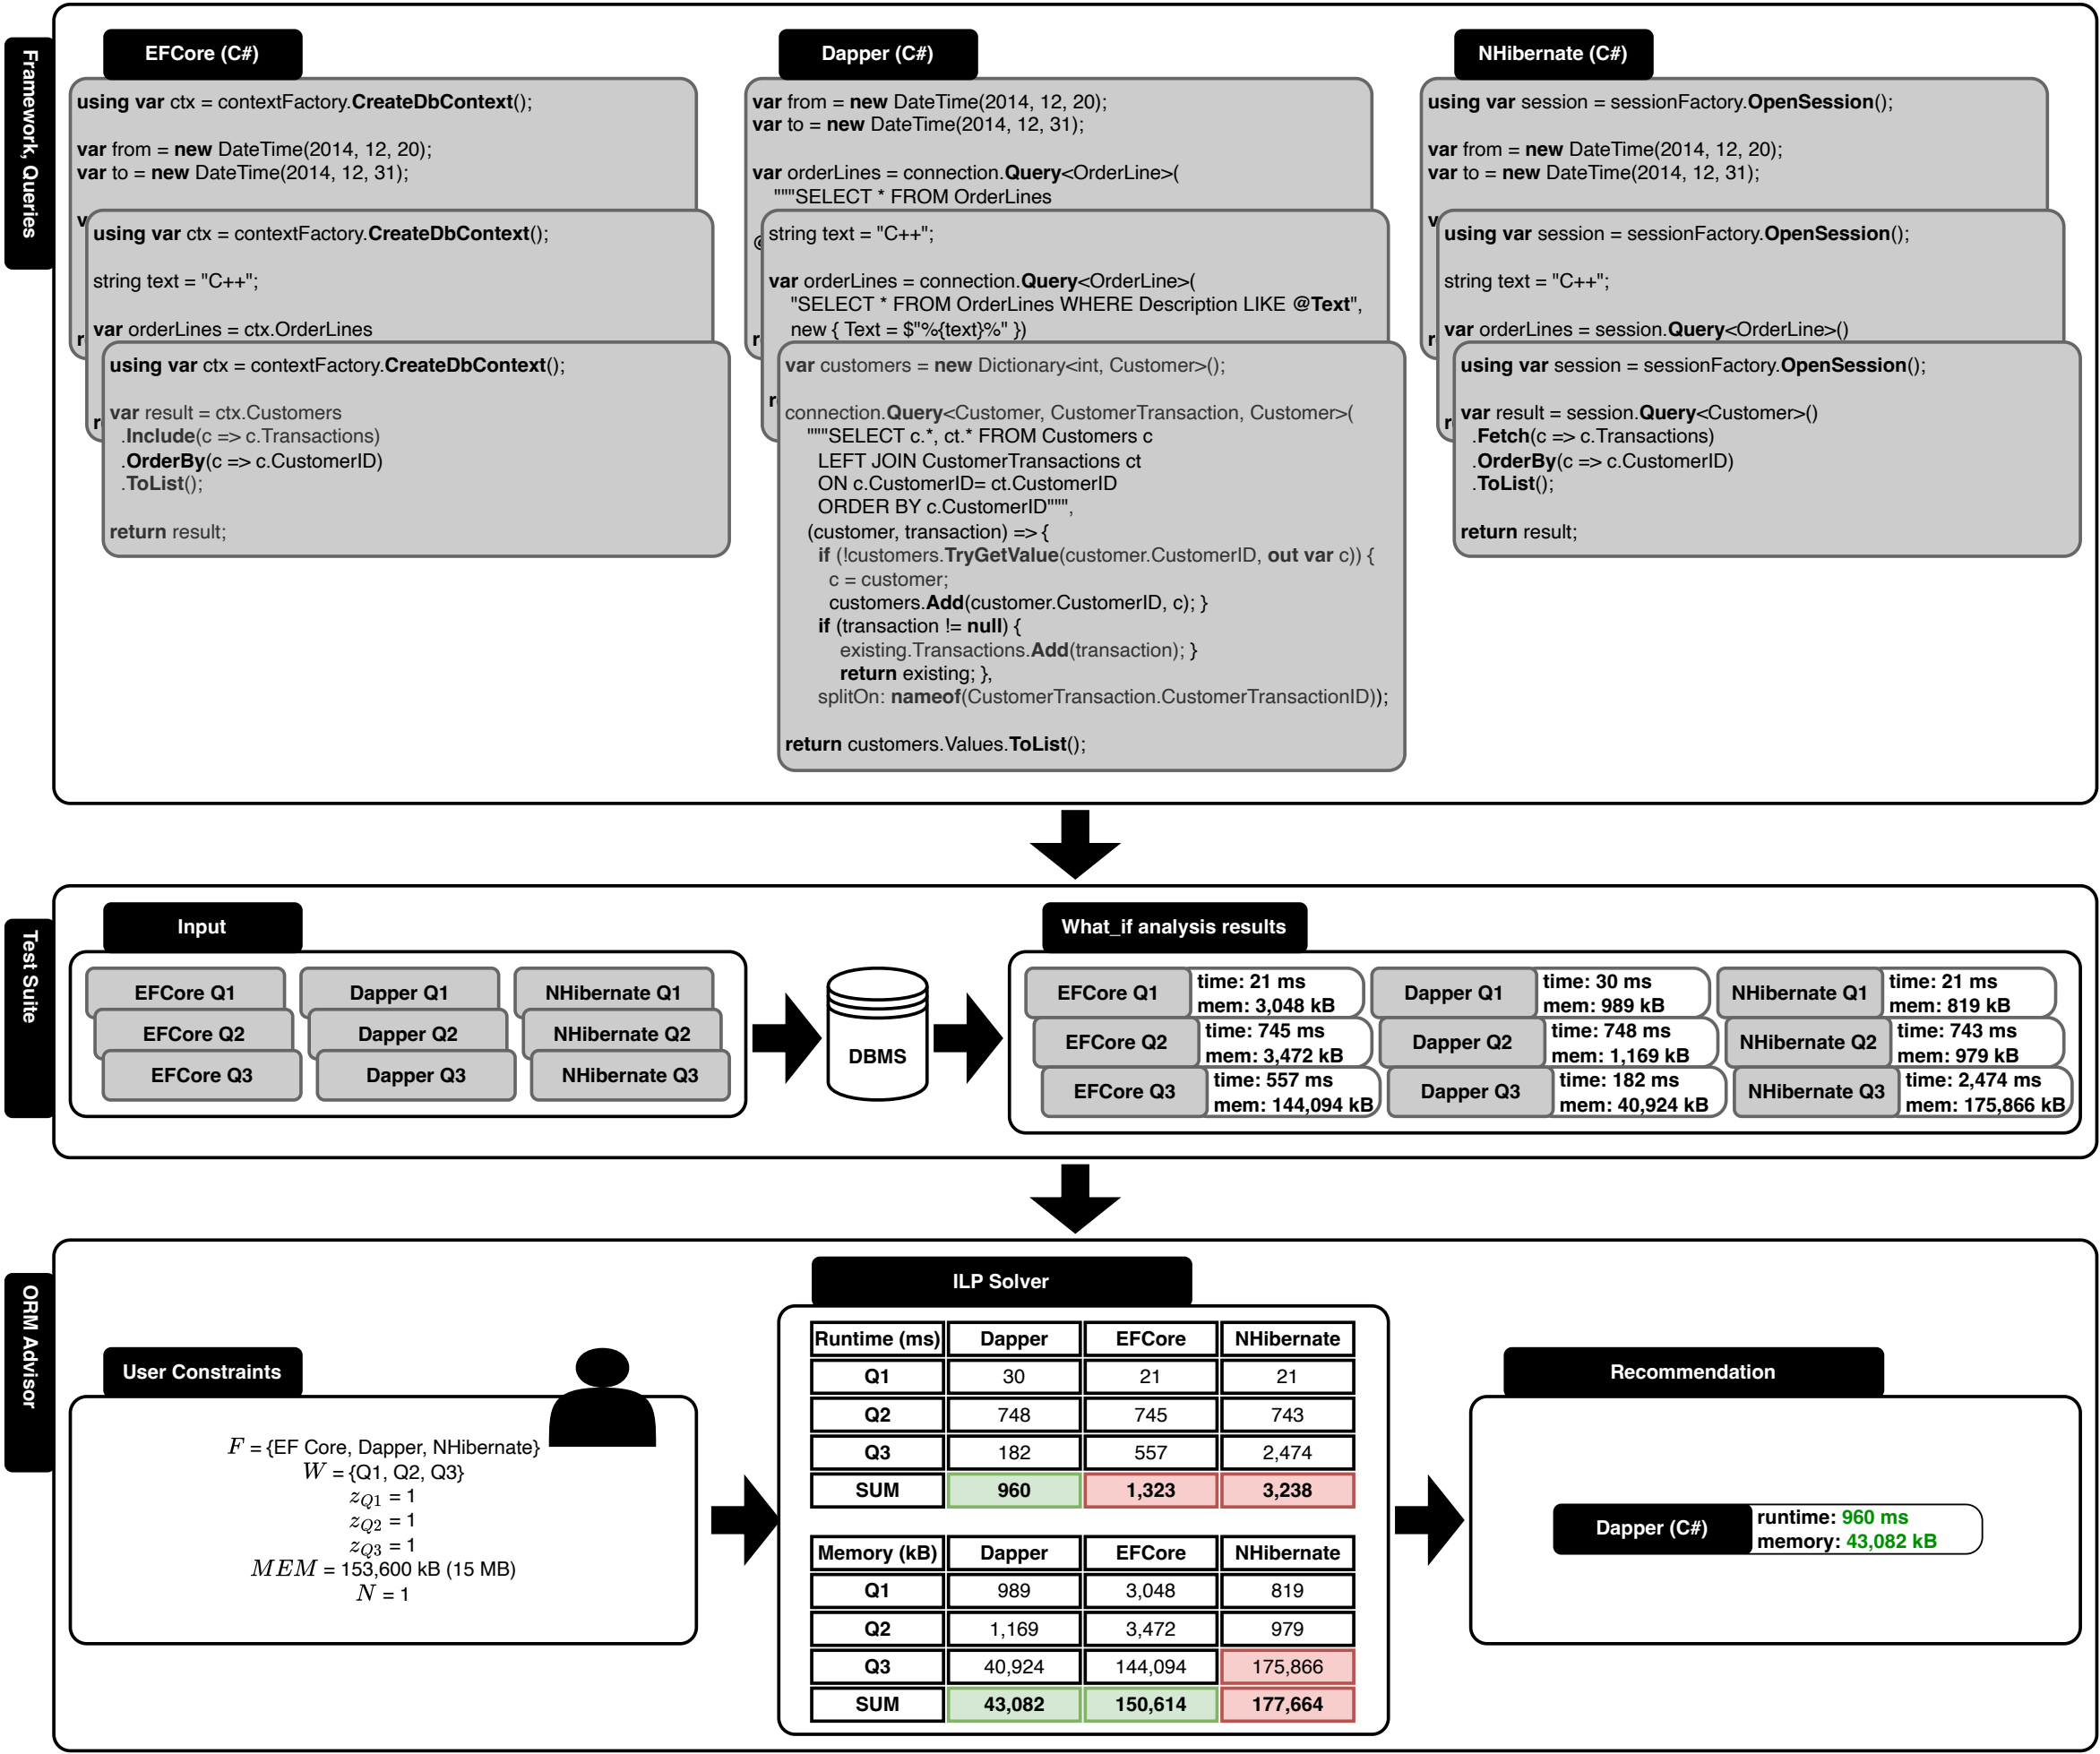 Framework, Queries
EFCore (C#)
using var ctx = contextFactory.CreateDbContext();
var from = new DateTime(2014, 12, 20);
var to = new DateTime(2014, 12, 31);
v
r
using var ctx = contextFactory.CreateDbContext();
string text = "C++";
var orderLines = ctx.OrderLines
r
using var ctx = contextFactory.CreateDbContext();
var result = ctx.Customers
.Include(c => c.Transactions)
.OrderBy(c => c.CustomerID)
.ToList();
return result;
Dapper (C#)
var from = new DateTime(2014, 12, 20);
var to = new DateTime(2014, 12, 31);
var orderLines = connection.Query<OrderLine>(
"""SELECT * FROM OrderLines
r
string text = "C++";
var orderLines = connection.Query<OrderLine>(
"SELECT * FROM OrderLines WHERE Description LIKE @Text",
new { Text = $"%{text}%" })
r
var customers = new Dictionary<int, Customer>();
connection.Query<Customer, CustomerTransaction, Customer>(
"""SELECT c.*, ct.* FROM Customers c
LEFT JOIN CustomerTransactions ct
ON c.CustomerID= ct.CustomerID
ORDER BY c.CustomerID""",
(customer, transaction) => {
if (!customers.TryGetValue(customer.CustomerID, out var c)) {
c = customer;
customers.Add(customer.CustomerID, c); }
if (transaction != null) {
existing.Transactions.Add(transaction); }
return existing; },
splitOn: nameof(CustomerTransaction.CustomerTransactionID));
return customers.Values.ToList();
NHibernate (C#)
using var session = sessionFactory.OpenSession();
var from = new DateTime(2014, 12, 20);
var to = new DateTime(2014, 12, 31);
v
r
using var session = sessionFactory.OpenSession();
string text = "C++";
var orderLines = session.Query<OrderLine>()
r
using var session = sessionFactory.OpenSession();
var result = session.Query<Customer>()
.Fetch(c => c.Transactions)
.OrderBy(c => c.CustomerID)
.ToList();
return result;
Test Suite
Input
EFCore Q1 Dapper Q1 NHibernate Q1
EFCore Q2 Dapper Q2 NHibernate Q2
EFCore Q3 Dapper Q3 NHibernate Q3
DBMS
What_if analysis results
EFCore Q1
time: 21 ms
mem: 3,048 kB
Dapper Q1
time: 30 ms
mem: 989 kB
NHibernate Q1
time: 21 ms
mem: 819 kB
EFCore Q2
time: 745 ms
mem: 3,472 kB
Dapper Q2
time: 748 ms
mem: 1,169 kB
NHibernate Q2
time: 743 ms
mem: 979 kB
EFCore Q3
time: 557 ms
mem: 144,094 kB
Dapper Q3
time: 182 ms
mem: 40,924 kB
NHibernate Q3
time: 2,474 ms
mem: 175,866 kB
ORM Advisor
User Constraints
F = {EF Core, Dapper, NHibernate}
W = {Q1, Q2, Q3}
zQ1 = 1
zQ2 = 1
zQ3 = 1
MEM = 153,600 kB (15 MB)
N = 1
ILP Solver
Runtime (ms) Dapper EFCore NHibernate
Q1 30 21 21
Q2 748 745 743
Q3 182 557 2,474
SUM 960 1,323 3,238
Memory (kB) Dapper EFCore NHibernate
Q1 989 3,048 819
Q2 1,169 3,472 979
Q3 40,924 144,094 175,866
SUM 43,082 150,614 177,664
Recommendation
Dapper (C#)
runtime: 960 ms
memory: 43,082 kB